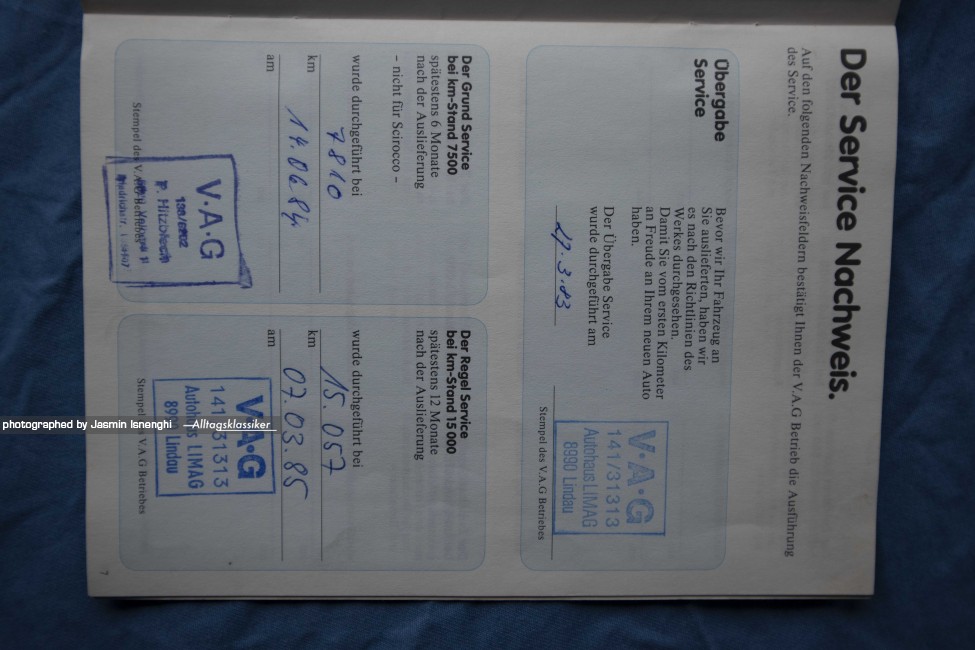 Der Service Nachweis.
Auf den folgenden Nachweisfeldern bestätigt Ihnen der V.A.G Betrieb die Ausführung
des Service.
Übergabe
Service
Bevor wir Ihr Fahrzeug an
Sie auslieferten, haben wir
es nach den Richtlinien des
Werkes durchgesehen.
Damit Sie vom ersten Kilometer
an Freude an Ihrem neuen Auto
haben.
Der Übergabe Service
wurde durchgeführt am
29.3.83
V·A·G
141/31313
Autohaus LIMAG
8990 Lindau
Stempel des V.A.G Betriebes
Der Grund Service
bei km-Stand 7500
spätestens 6 Monate
nach der Auslieferung
– nicht für Scirocco –
wurde durchgeführt bei
km 7810
am 14.06.84
V·A·G
P. Hitzblech
Stempel des V.A.G Betriebes
Der Regel Service
bei km-Stand 15 000
spätestens 12 Monate
nach der Auslieferung
wurde durchgeführt bei
km 15.057
am 07.03.85
V·A·G
141/31313
Autohaus LIMAG
8990 Lindau
Stempel des V.A.G Betriebes
7
photographed by Jasmin Isnenghi
Alltagsklassiker